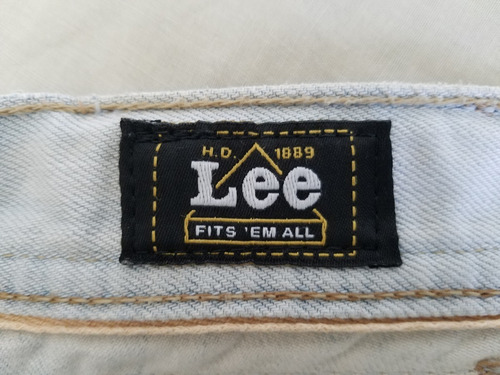 H.D. 1889
Lee
FITS 'EM ALL